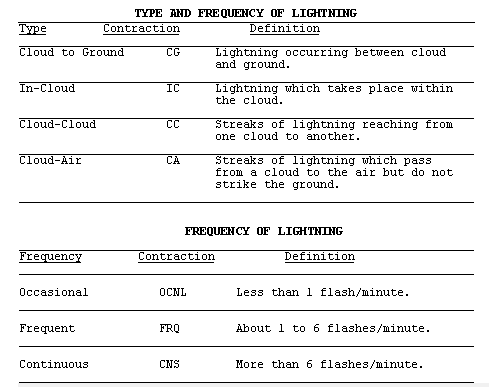 TYPE AND FREQUENCY OF LIGHTNING
Type Contraction Definition
Cloud to Ground CG Lightning occurring between cloud
and ground.
In-Cloud IC Lightning which takes place within
the cloud.
Cloud-Cloud CC Streaks of lightning reaching from
one cloud to another.
Cloud-Air CA Streaks of lightning which pass
from a cloud to the air but do not
strike the ground.
FREQUENCY OF LIGHTNING
Frequency Contraction Definition
Occasional OCNL Less than 1 flash/minute.
Frequent FRQ About 1 to 6 flashes/minute.
Continuous CNS More than 6 flashes/minute.